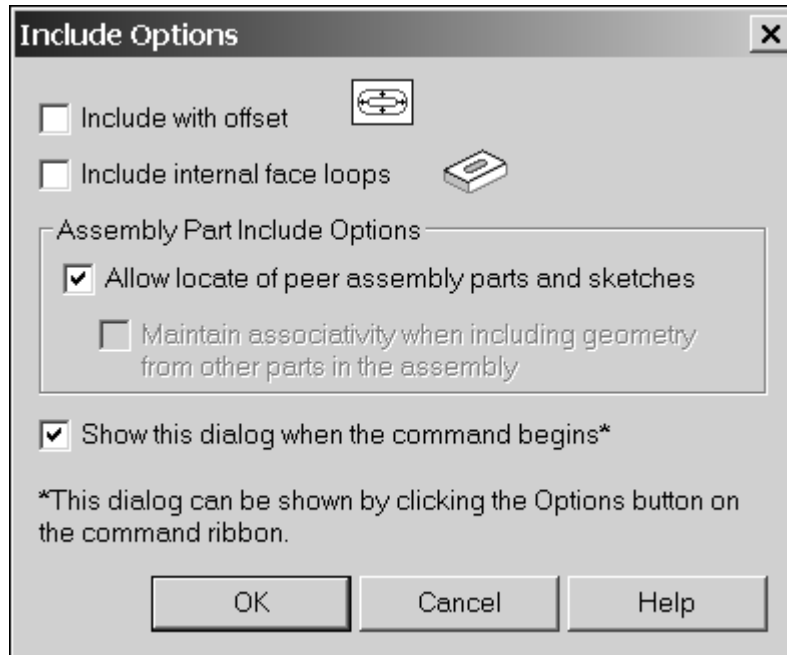 Include Options
Include with offset
Include internal face loops
Assembly Part Include Options
Allow locate of peer assembly parts and sketches
Maintain associativity when including geometry
from other parts in the assembly
Show this dialog when the command begins*
*This dialog can be shown by clicking the Options button on
the command ribbon.
OK
Cancel
Help